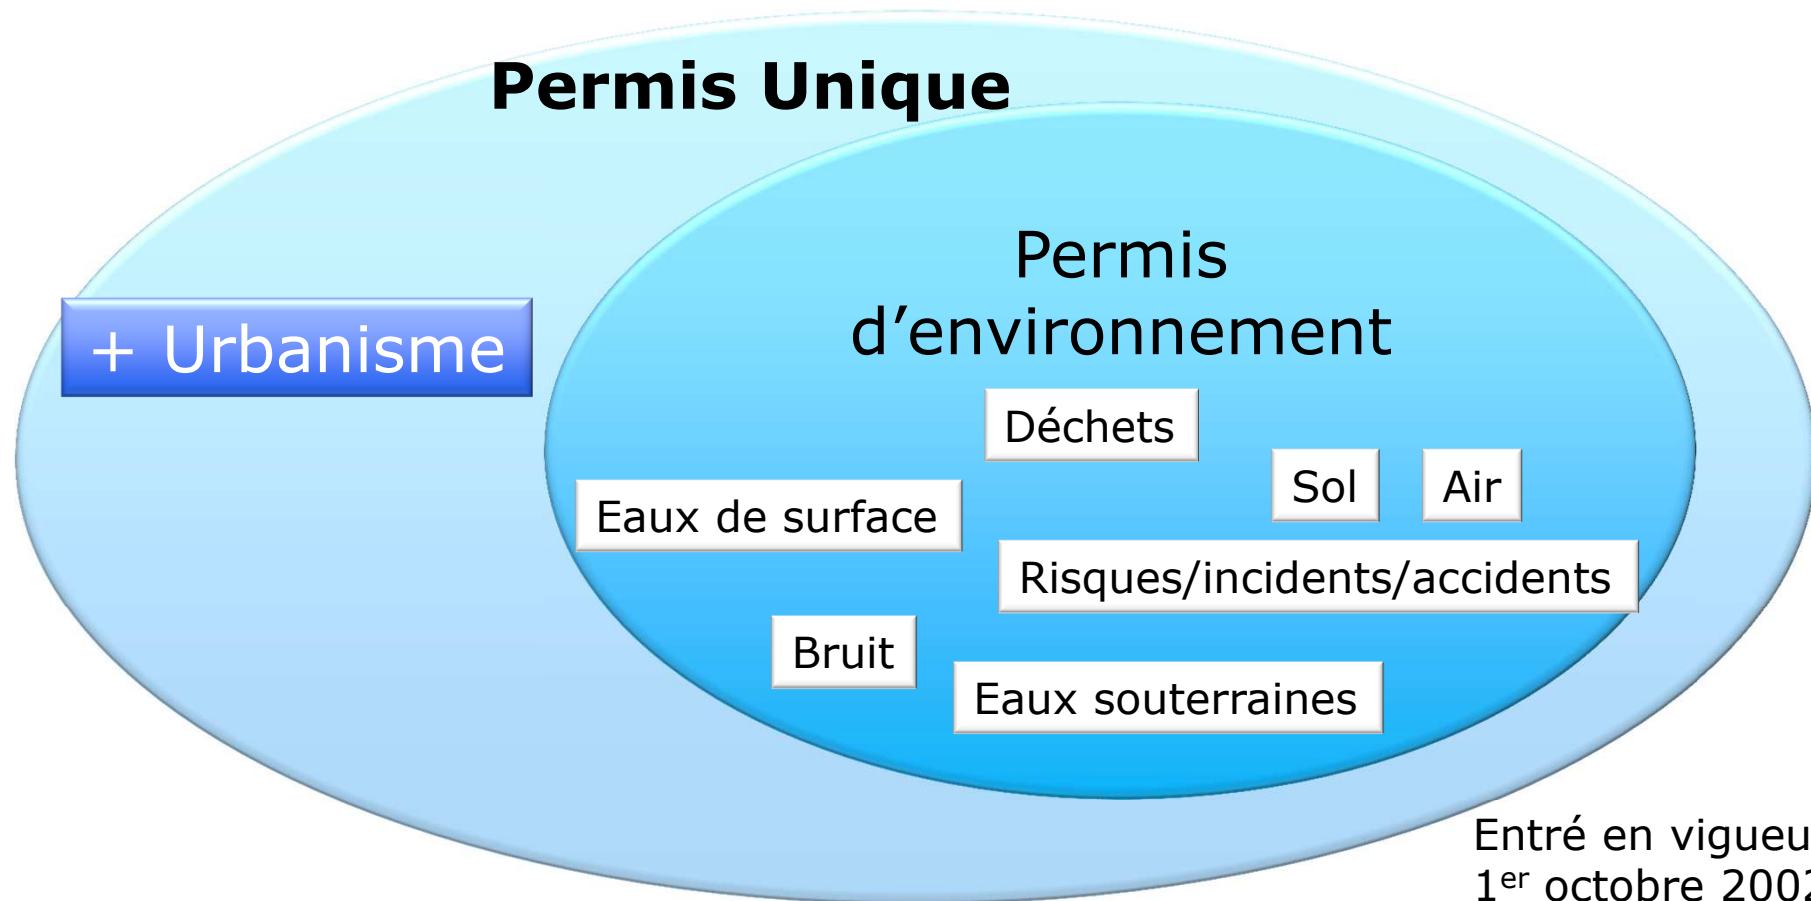 Permis Unique
Permis
d’environnement
+ Urbanisme
Déchets
Sol
Air
Eaux de surface
Risques/incidents/accidents
Bruit
Eaux souterraines
Entré en vigueu
1er octobre 2002